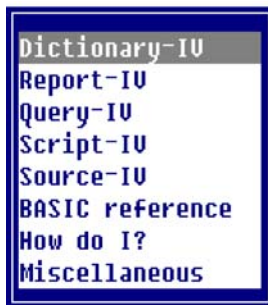 Dictionary-IV
Report-IV
Query-IV
Script-IV
Source-IV
BASIC reference
How do I?
Miscellaneous